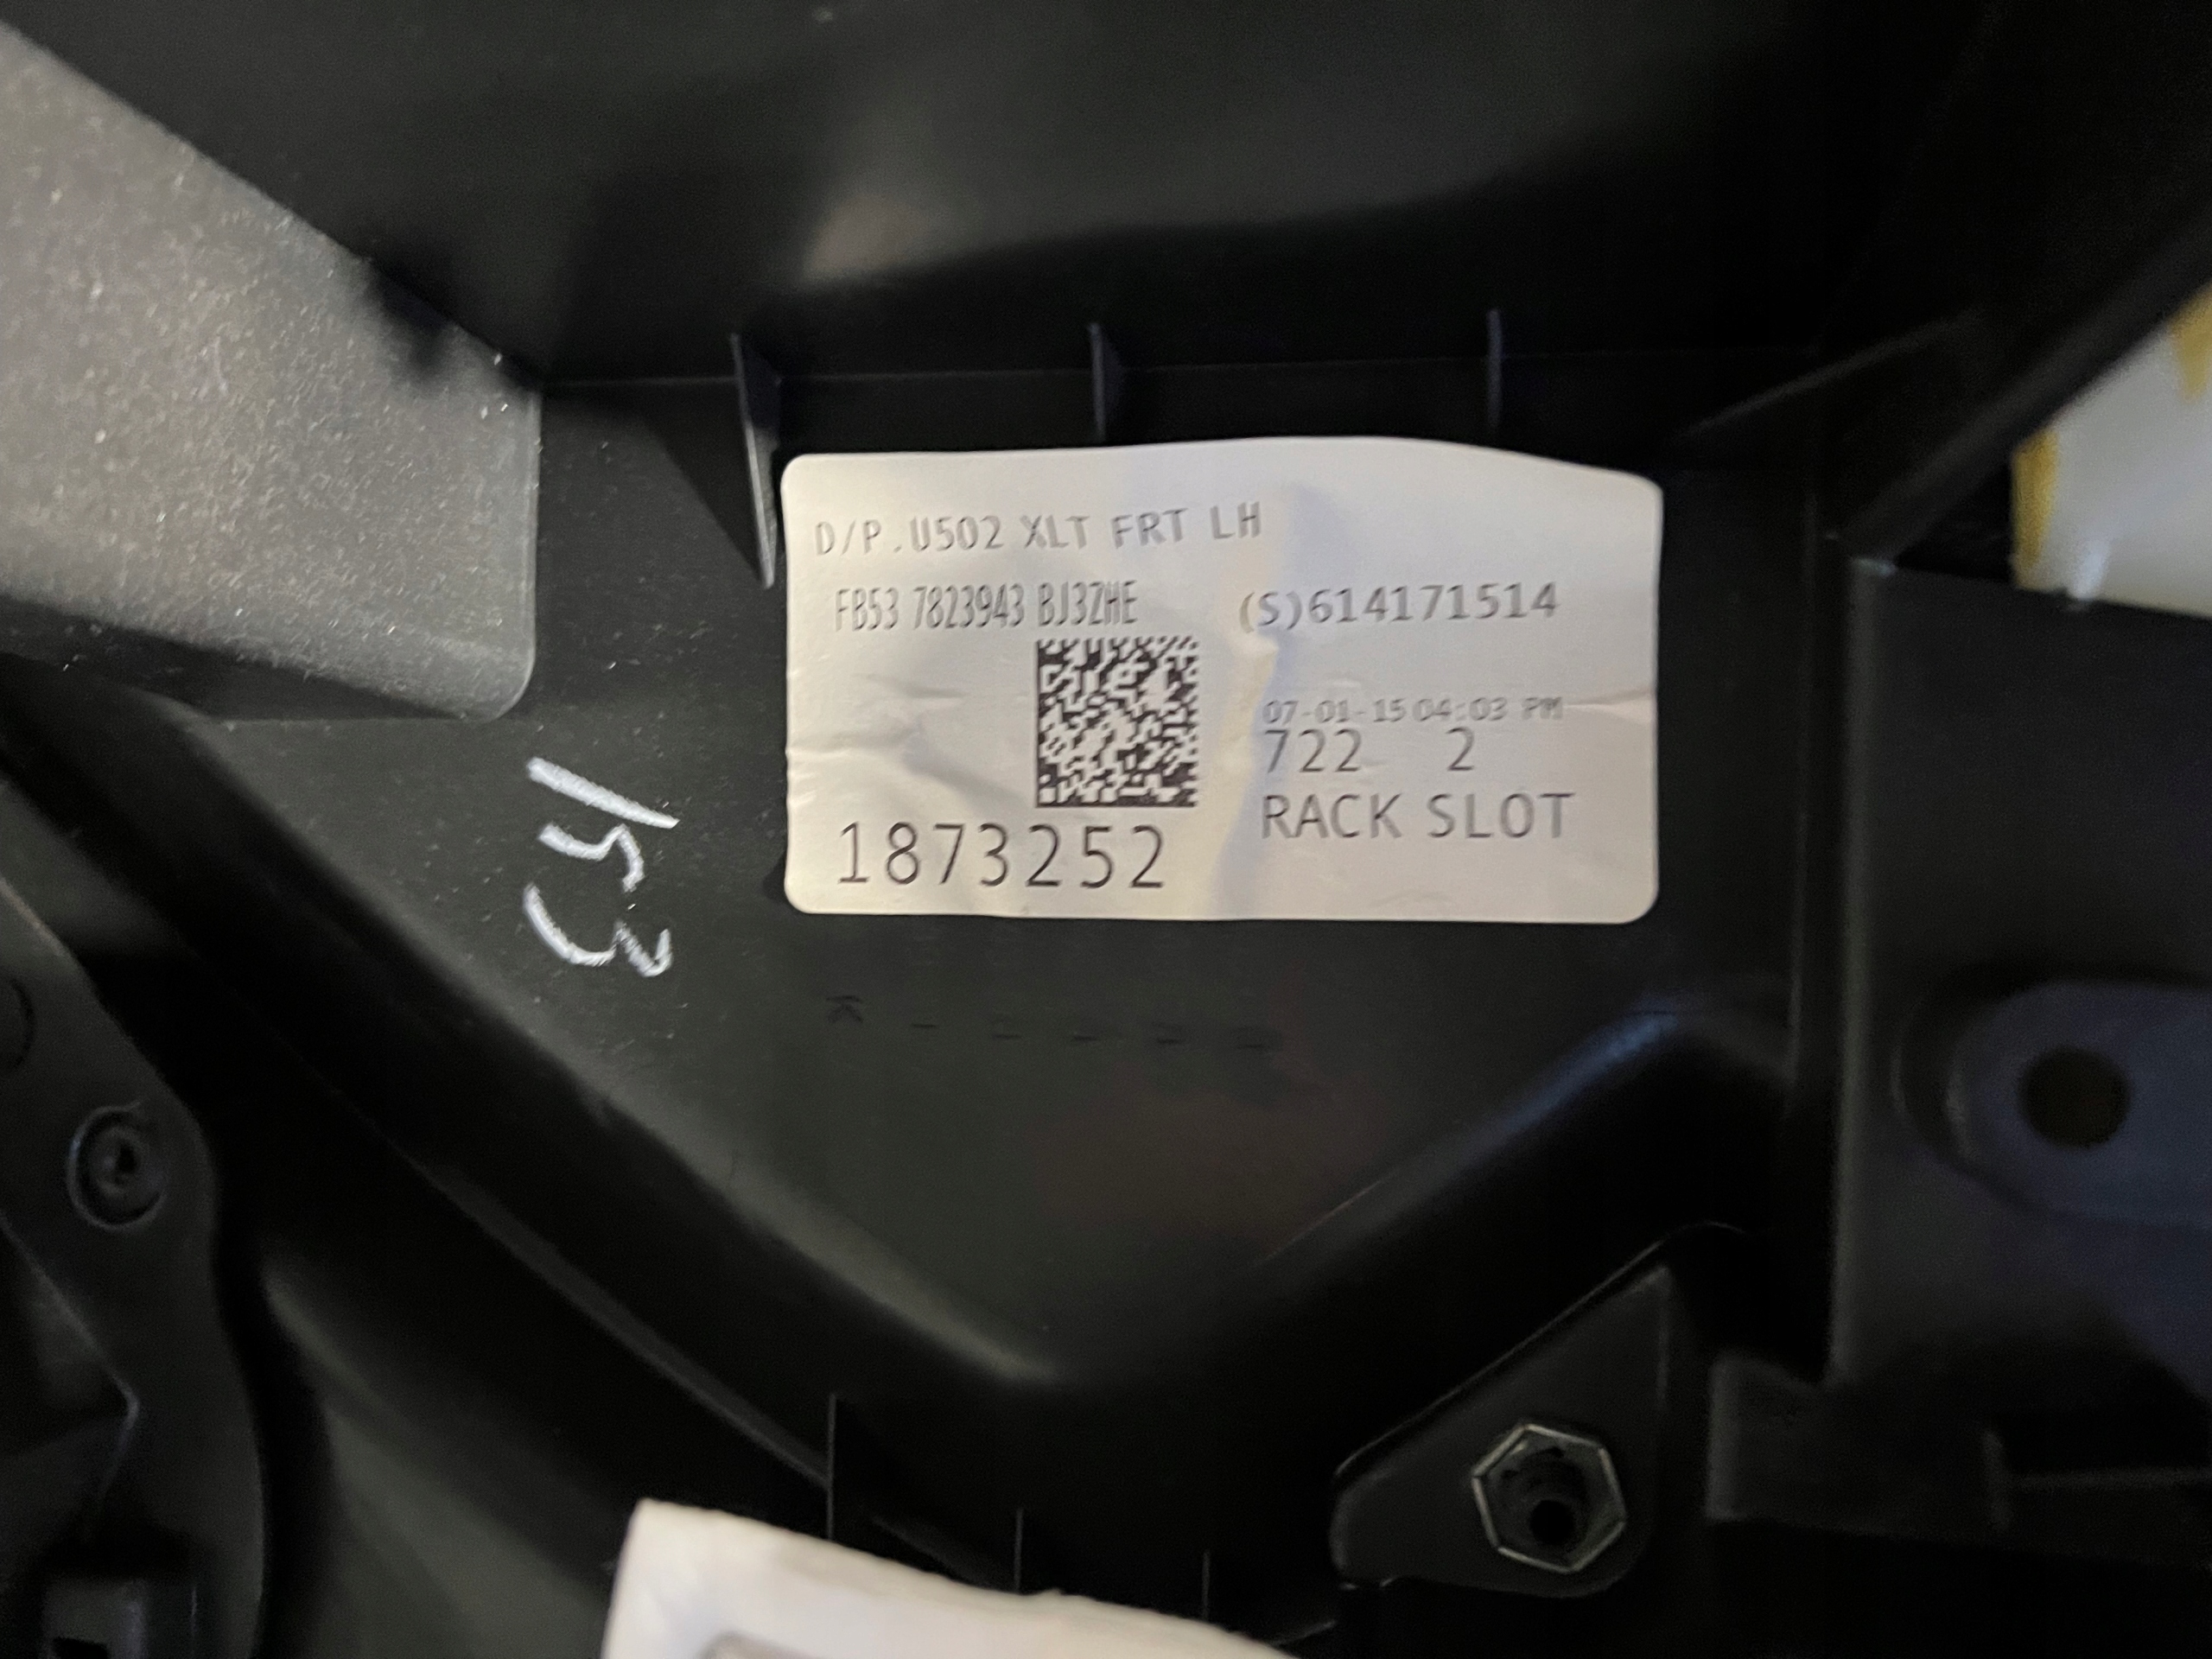 D/P.U502 XLT FRT LH
FB53 7823943 BJ3ZHE (S)614171514
07-01-15 04:03 PM
722 2
RACK SLOT
1873252